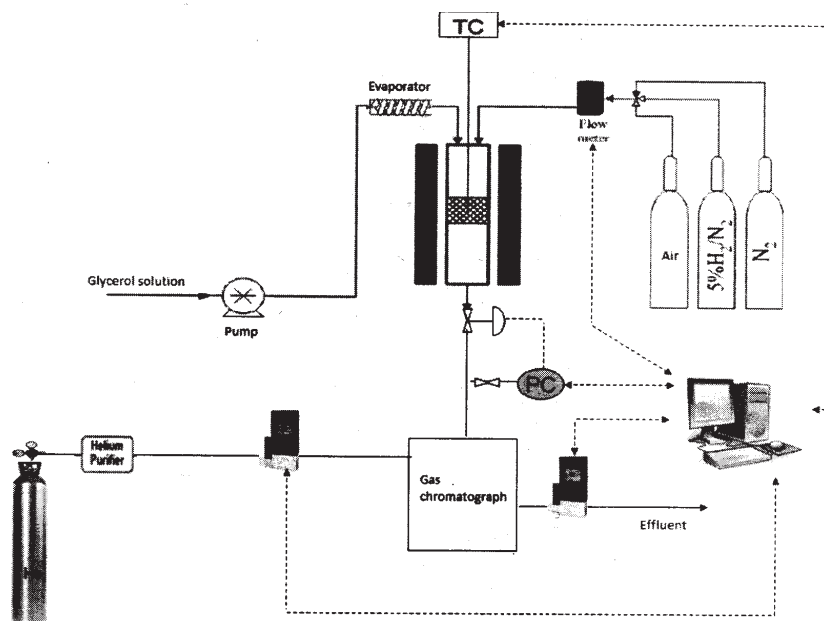 TC
Evaporator
Flow
meter
Air
5%H2/N2
N2
Glycerol solution
Pump
PC
Helium
Purifier
Gas
chromatograph
Effluent